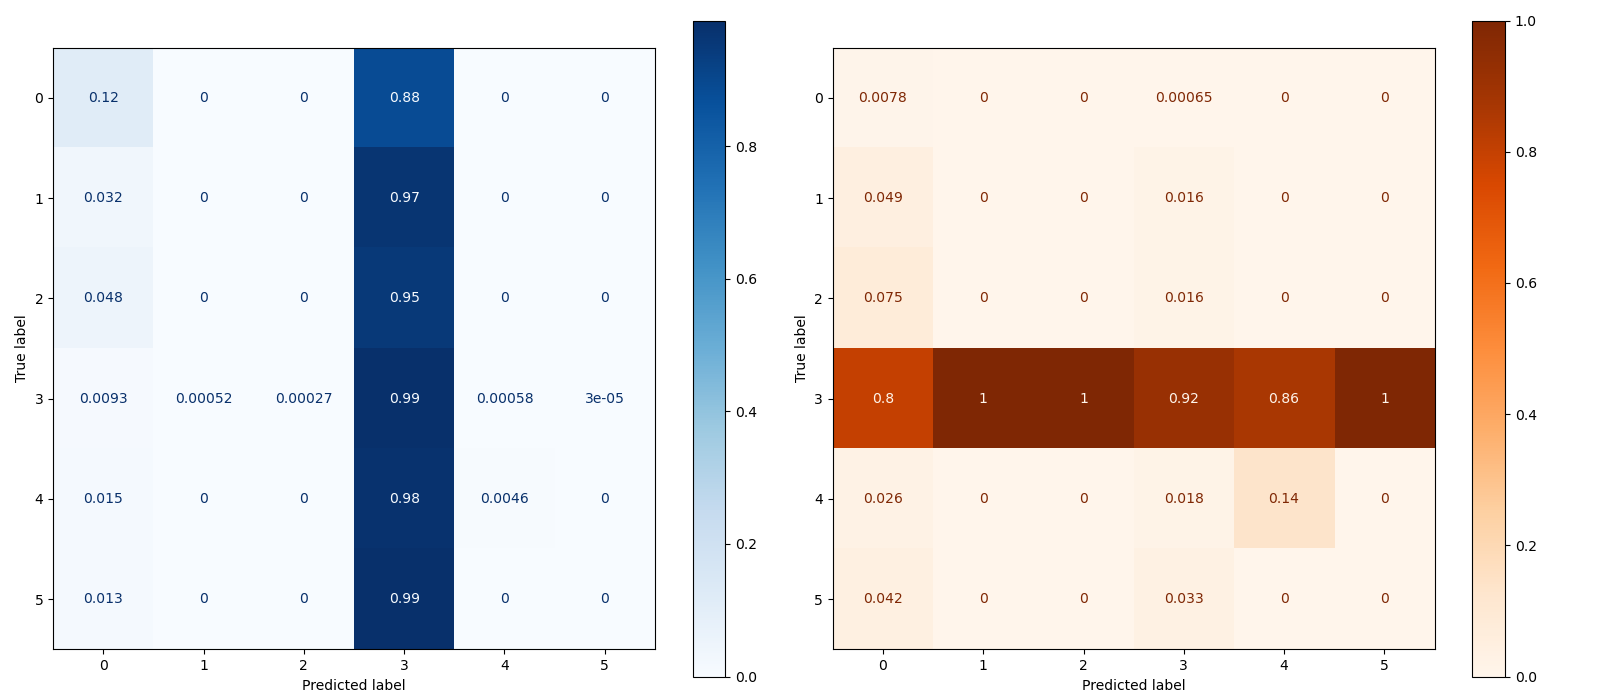 0 0.12 0 0 0.88 0 0
1 0.032 0 0 0.97 0 0
2 0.048 0 0 0.95 0 0
3 0.0093 0.00052 0.00027 0.99 0.00058 3e-05
4 0.015 0 0 0.98 0.0046 0
5 0.013 0 0 0.99 0 0
0 1 2 3 4 5
Predicted label
True label
0.8
0.6
0.4
0.2
0.0
0 0.0078 0 0 0.00065 0 0
1 0.049 0 0 0.016 0 0
2 0.075 0 0 0.016 0 0
3 0.8 1 1 0.92 0.86 1
4 0.026 0 0 0.018 0.14 0
5 0.042 0 0 0.033 0 0
0 1 2 3 4 5
Predicted label
True label
1.0
0.8
0.6
0.4
0.2
0.0